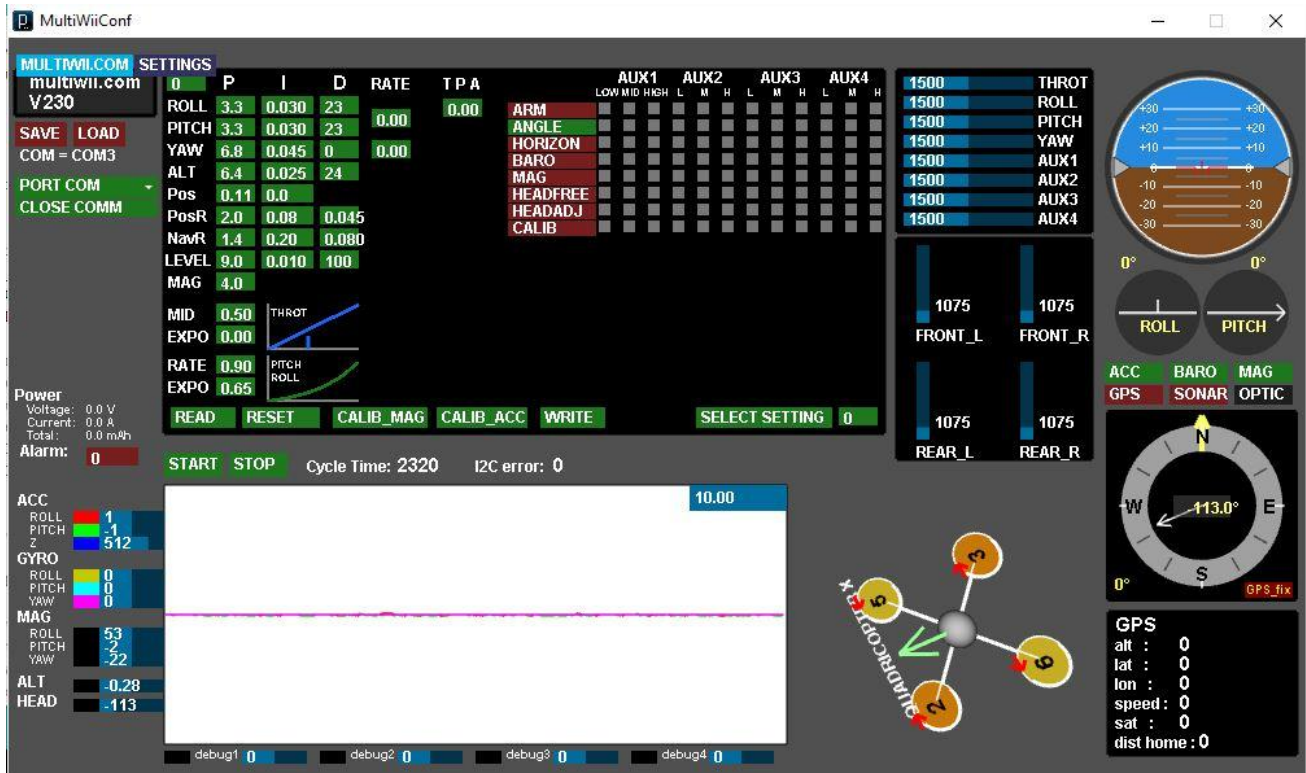 MultiWiiConf
MULTIWII.COM SETTINGS
multiwii.com
V230
SAVE LOAD
COM = COM3
PORT COM
CLOSE COMM
0 P I D RATE T P A
ROLL 3.3 0.030 23 0.00 0.00
PITCH 3.3 0.030 23
YAW 6.8 0.045 0 0.00
ALT 6.4 0.025 24
Pos 0.11 0.0
PosR 2.0 0.08 0.045
NavR 1.4 0.20 0.080
LEVEL 9.0 0.010 100
MAG 4.0
MID 0.50 THROT
EXPO 0.00
RATE 0.90 PITCH
EXPO 0.65 ROLL
AUX1 AUX2 AUX3 AUX4
LOW MID HIGH L M H L M H L M H
ARM
ANGLE
HORIZON
BARO
MAG
HEADFREE
HEADADJ
CALIB
READ RESET CALIB_MAG CALIB_ACC WRITE SELECT SETTING 0
1500 THROT
1500 ROLL
1500 PITCH
1500 YAW
1500 AUX1
1500 AUX2
1500 AUX3
1500 AUX4
1075 1075
FRONT_L FRONT_R
1075 1075
REAR_L REAR_R
+30 +30
+20 +20
+10 +10
0 0
-10 -10
-20 -20
-30 -30
0° 0°
ROLL PITCH
ACC BARO MAG
GPS SONAR OPTIC
N
W -113.0° E
S
0° GPS_fix
Power
Voltage: 0.0 V
Current: 0.0 A
Total: 0.0 mAh
Alarm: 0
START STOP Cycle Time: 2320 I2C error: 0
10.00
ACC
ROLL 1
PITCH -1
Z 512
GYRO
ROLL 0
PITCH 0
YAW 0
MAG
ROLL 53
PITCH -2
YAW -22
ALT -0.28
HEAD -113
debug1 0 debug2 0 debug3 0 debug4 0
3
5
QUADRICOPTER X
6
2
GPS
alt : 0
lat : 0
lon : 0
speed : 0
sat : 0
dist home : 0